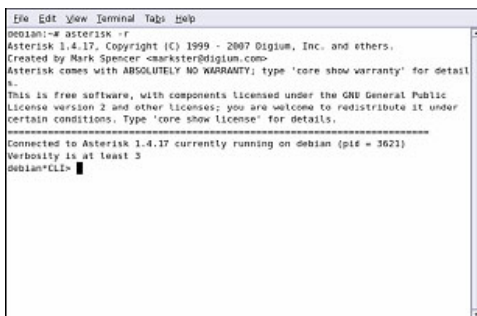 File Edit View Terminal Tabs Help
debian:~# asterisk -r
Asterisk 1.4.17, Copyright (C) 1999 - 2007 Digium, Inc. and others.
Created by Mark Spencer <markster@digium.com>
Asterisk comes with ABSOLUTELY NO WARRANTY; type 'core show warranty' for detail
s.
This is free software, with components licensed under the GNU General Public
License version 2 and other licenses; you are welcome to redistribute it under
certain conditions. Type 'core show license' for details.
=========================================================================
Connected to Asterisk 1.4.17 currently running on debian (pid = 3621)
Verbosity is at least 3
debian*CLI>